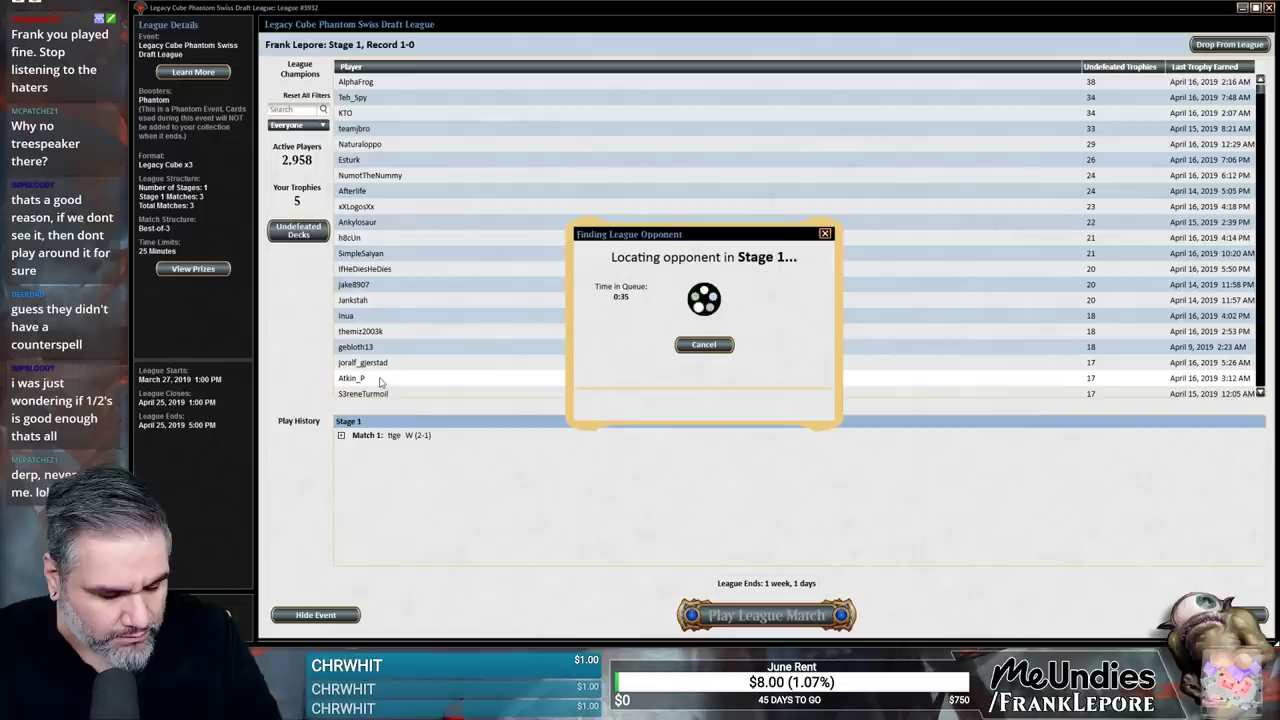 Frank you played
fine. Stop
listening to the
haters
MCPATCHEZ1
Why no
treespeaker
there?
thats a good
reason, if we dont
see it, then dont
play around it for
sure
DEERDAD
guess they didn't
have a
counterspell
i was just
wondering if 1/2's
is good enough
thats all
MCPATCHEZ1
derp, never
me. lol
Legacy Cube Phantom Swiss Draft League: League #3932
League Details
Event:
Legacy Cube Phantom Swiss
Draft League
Learn More
Boosters:
Phantom
(This is a Phantom Event. Cards
used during this event will NOT
be added to your collection
when it ends.)
Format:
Legacy Cube x3
League Structure:
Number of Stages: 1
Stage 1 Matches: 3
Total Matches: 3
Match Structure:
Best-of-3
Time Limits:
25 Minutes
View Prizes
League Starts:
March 27, 2019 1:00 PM
League Closes:
April 25, 2019 1:00 PM
League Ends:
April 25, 2019 5:00 PM
Legacy Cube Phantom Swiss Draft League
Frank Lepore: Stage 1, Record 1-0
Drop From League
League
Champions
Reset All Filters
Search
Everyone
Active Players
2,958
Your Trophies
5
Undefeated
Decks
Player Undefeated Trophies Last Trophy Earned
AlphaFrog 38 April 16, 2019 2:16 AM
Teh_Spy 34 April 16, 2019 7:48 AM
KTO 34 April 16, 2019 2:07 AM
teamjbro 33 April 15, 2019 8:21 AM
Naturaloppo 29 April 16, 2019 12:29 AM
Esturk 26 April 16, 2019 7:06 PM
NumotTheNummy 24 April 16, 2019 6:12 PM
Afterlife 24 April 14, 2019 5:05 PM
xXLogosXx 23 April 16, 2019 4:18 PM
Ankylosaur 22 April 15, 2019 2:39 PM
h8cUn 21 April 16, 2019 4:14 PM
SimpleSaiyan 21 April 16, 2019 10:20 AM
IfHeDiesHeDies 20 April 16, 2019 5:50 PM
jake8907 20 April 14, 2019 11:58 PM
Jankstah 20 April 14, 2019 11:57 AM
Inua 18 April 16, 2019 4:02 PM
themiz2003k 18 April 16, 2019 2:53 PM
gebloth13 18 April 9, 2019 2:23 AM
joralf_gjerstad 17 April 16, 2019 5:26 AM
Atkin_P 17 April 16, 2019 3:12 AM
S3reneTurmoil 17 April 15, 2019 12:05 AM
Finding League Opponent
Locating opponent in Stage 1...
Time in Queue:
0:35
Cancel
Play History
Stage 1
Match 1: tige W (2-1)
League Ends: 1 week, 1 days
Hide Event
Play League Match
CHRWHIT $1.00
CHRWHIT $1.00
CHRWHIT $1.00
June Rent
$8.00 (1.07%)
$0 45 DAYS TO GO $750
MeUndies
/FRANKLEPORE